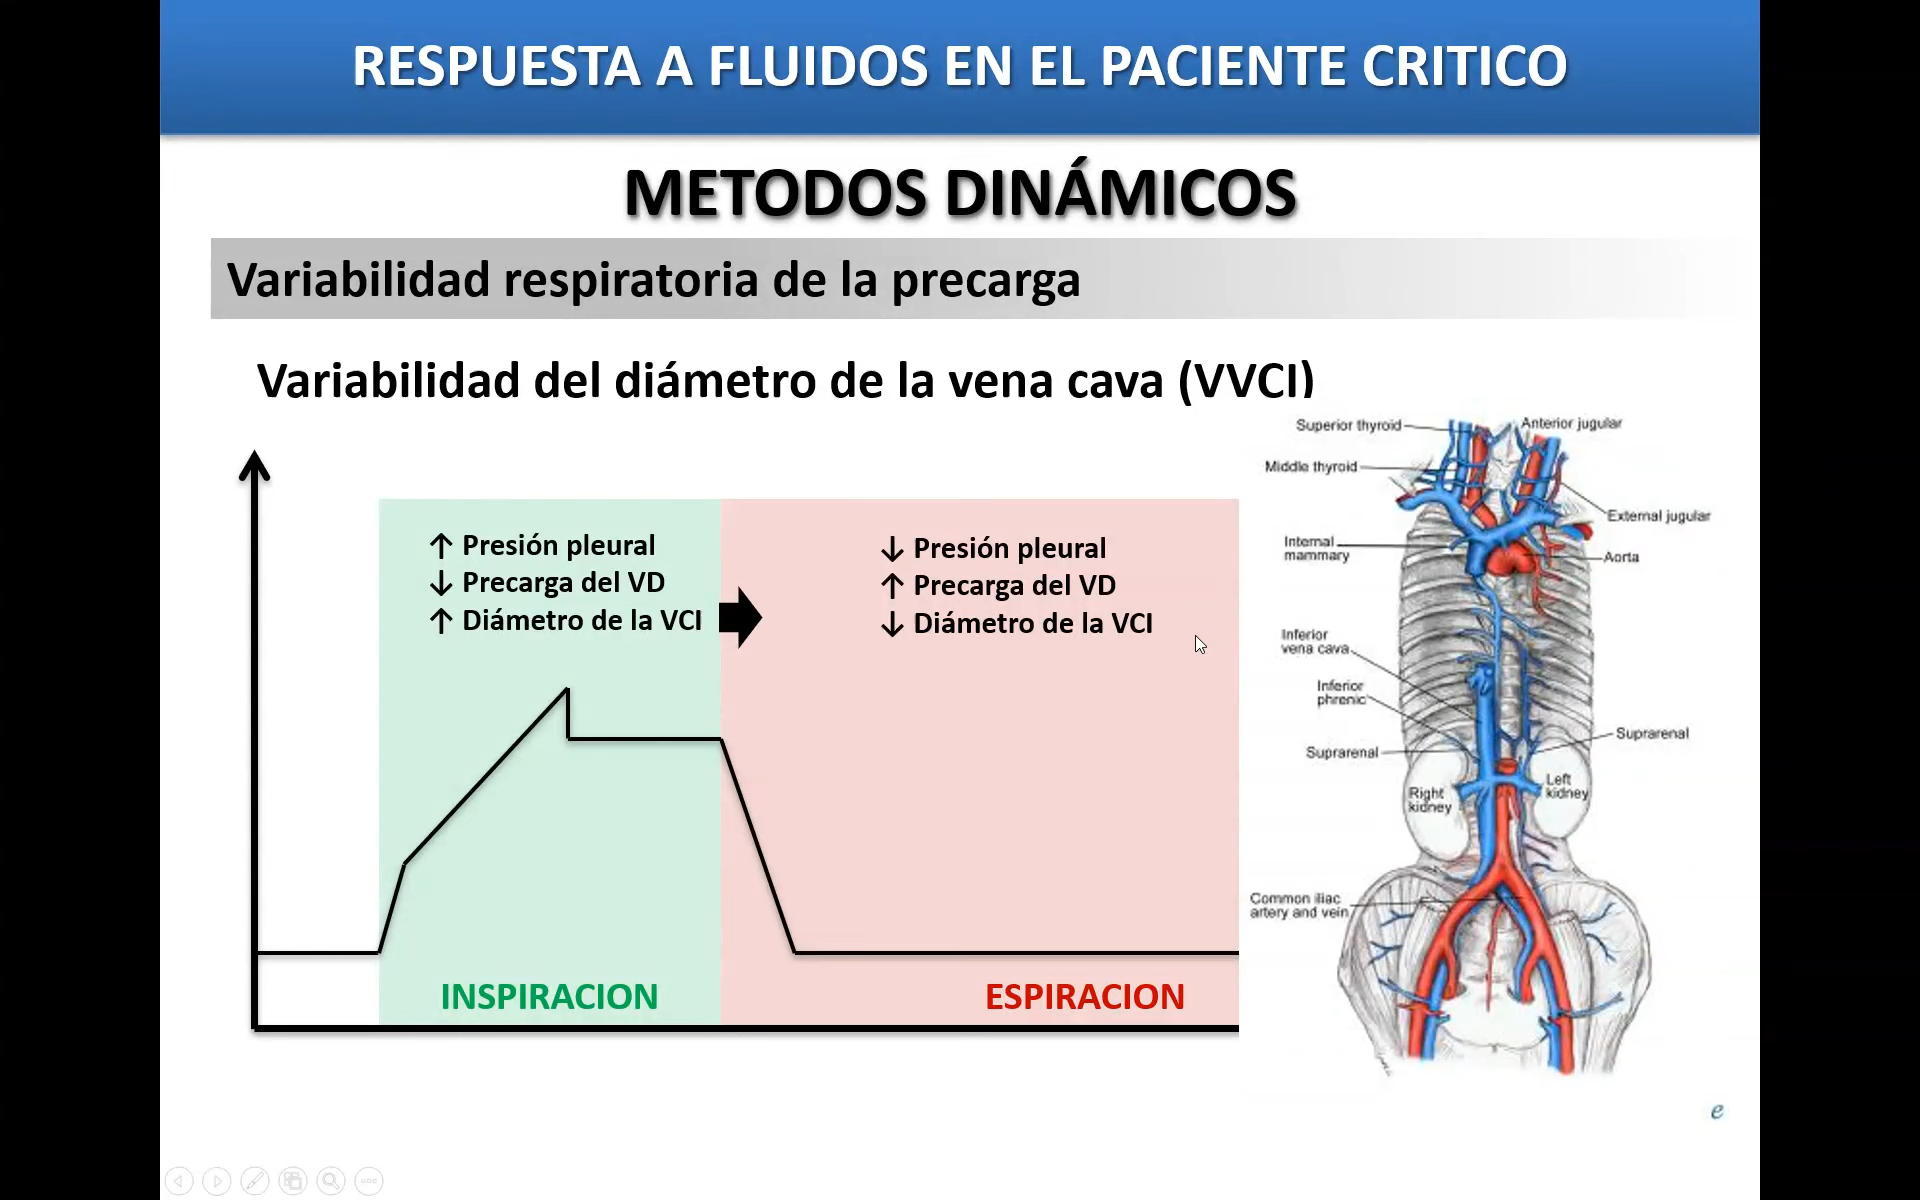 RESPUESTA A FLUIDOS EN EL PACIENTE CRITICO
METODOS DINÁMICOS
Variabilidad respiratoria de la precarga
Variabilidad del diámetro de la vena cava (VVCI)
↑ Presión pleural
↓ Precarga del VD
↑ Diámetro de la VCI
↓ Presión pleural
↑ Precarga del VD
↓ Diámetro de la VCI
INSPIRACION
ESPIRACION
Superior thyroid
Anterior jugular
Middle thyroid
External jugular
Internal
mammary
Aorta
Inferior
vena cava
Inferior
phrenic
Suprarenal
Suprarenal
Right
kidney
Left
kidney
Common iliac
artery and vein
e